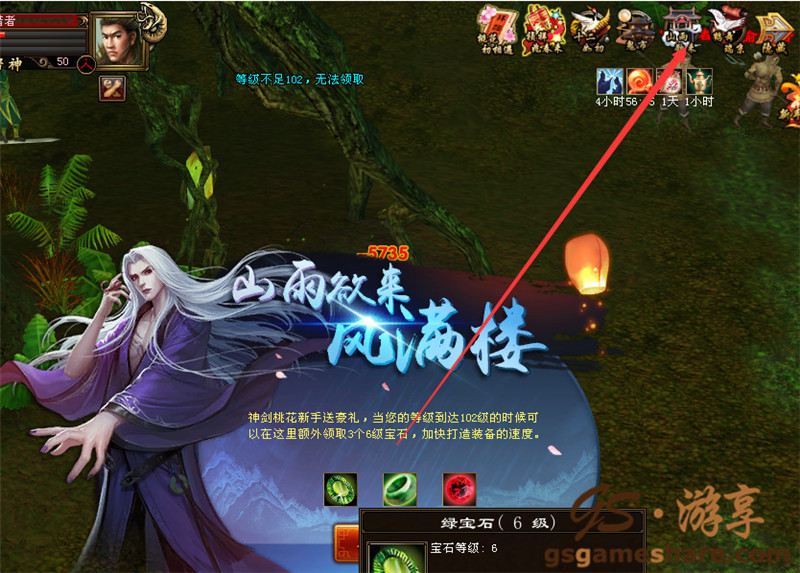 者
神
50
等级不足102，无法领取
4小时
1天
1小时
-5735
山雨欲来
风满楼
神剑桃花新手送豪礼，当您的等级到达102级的时候可
以在这里额外领取3个6级宝石，加快打造装备的速度。
绿宝石( 6 级)
宝石等级: 6
GS·游享
gsgameshare.com